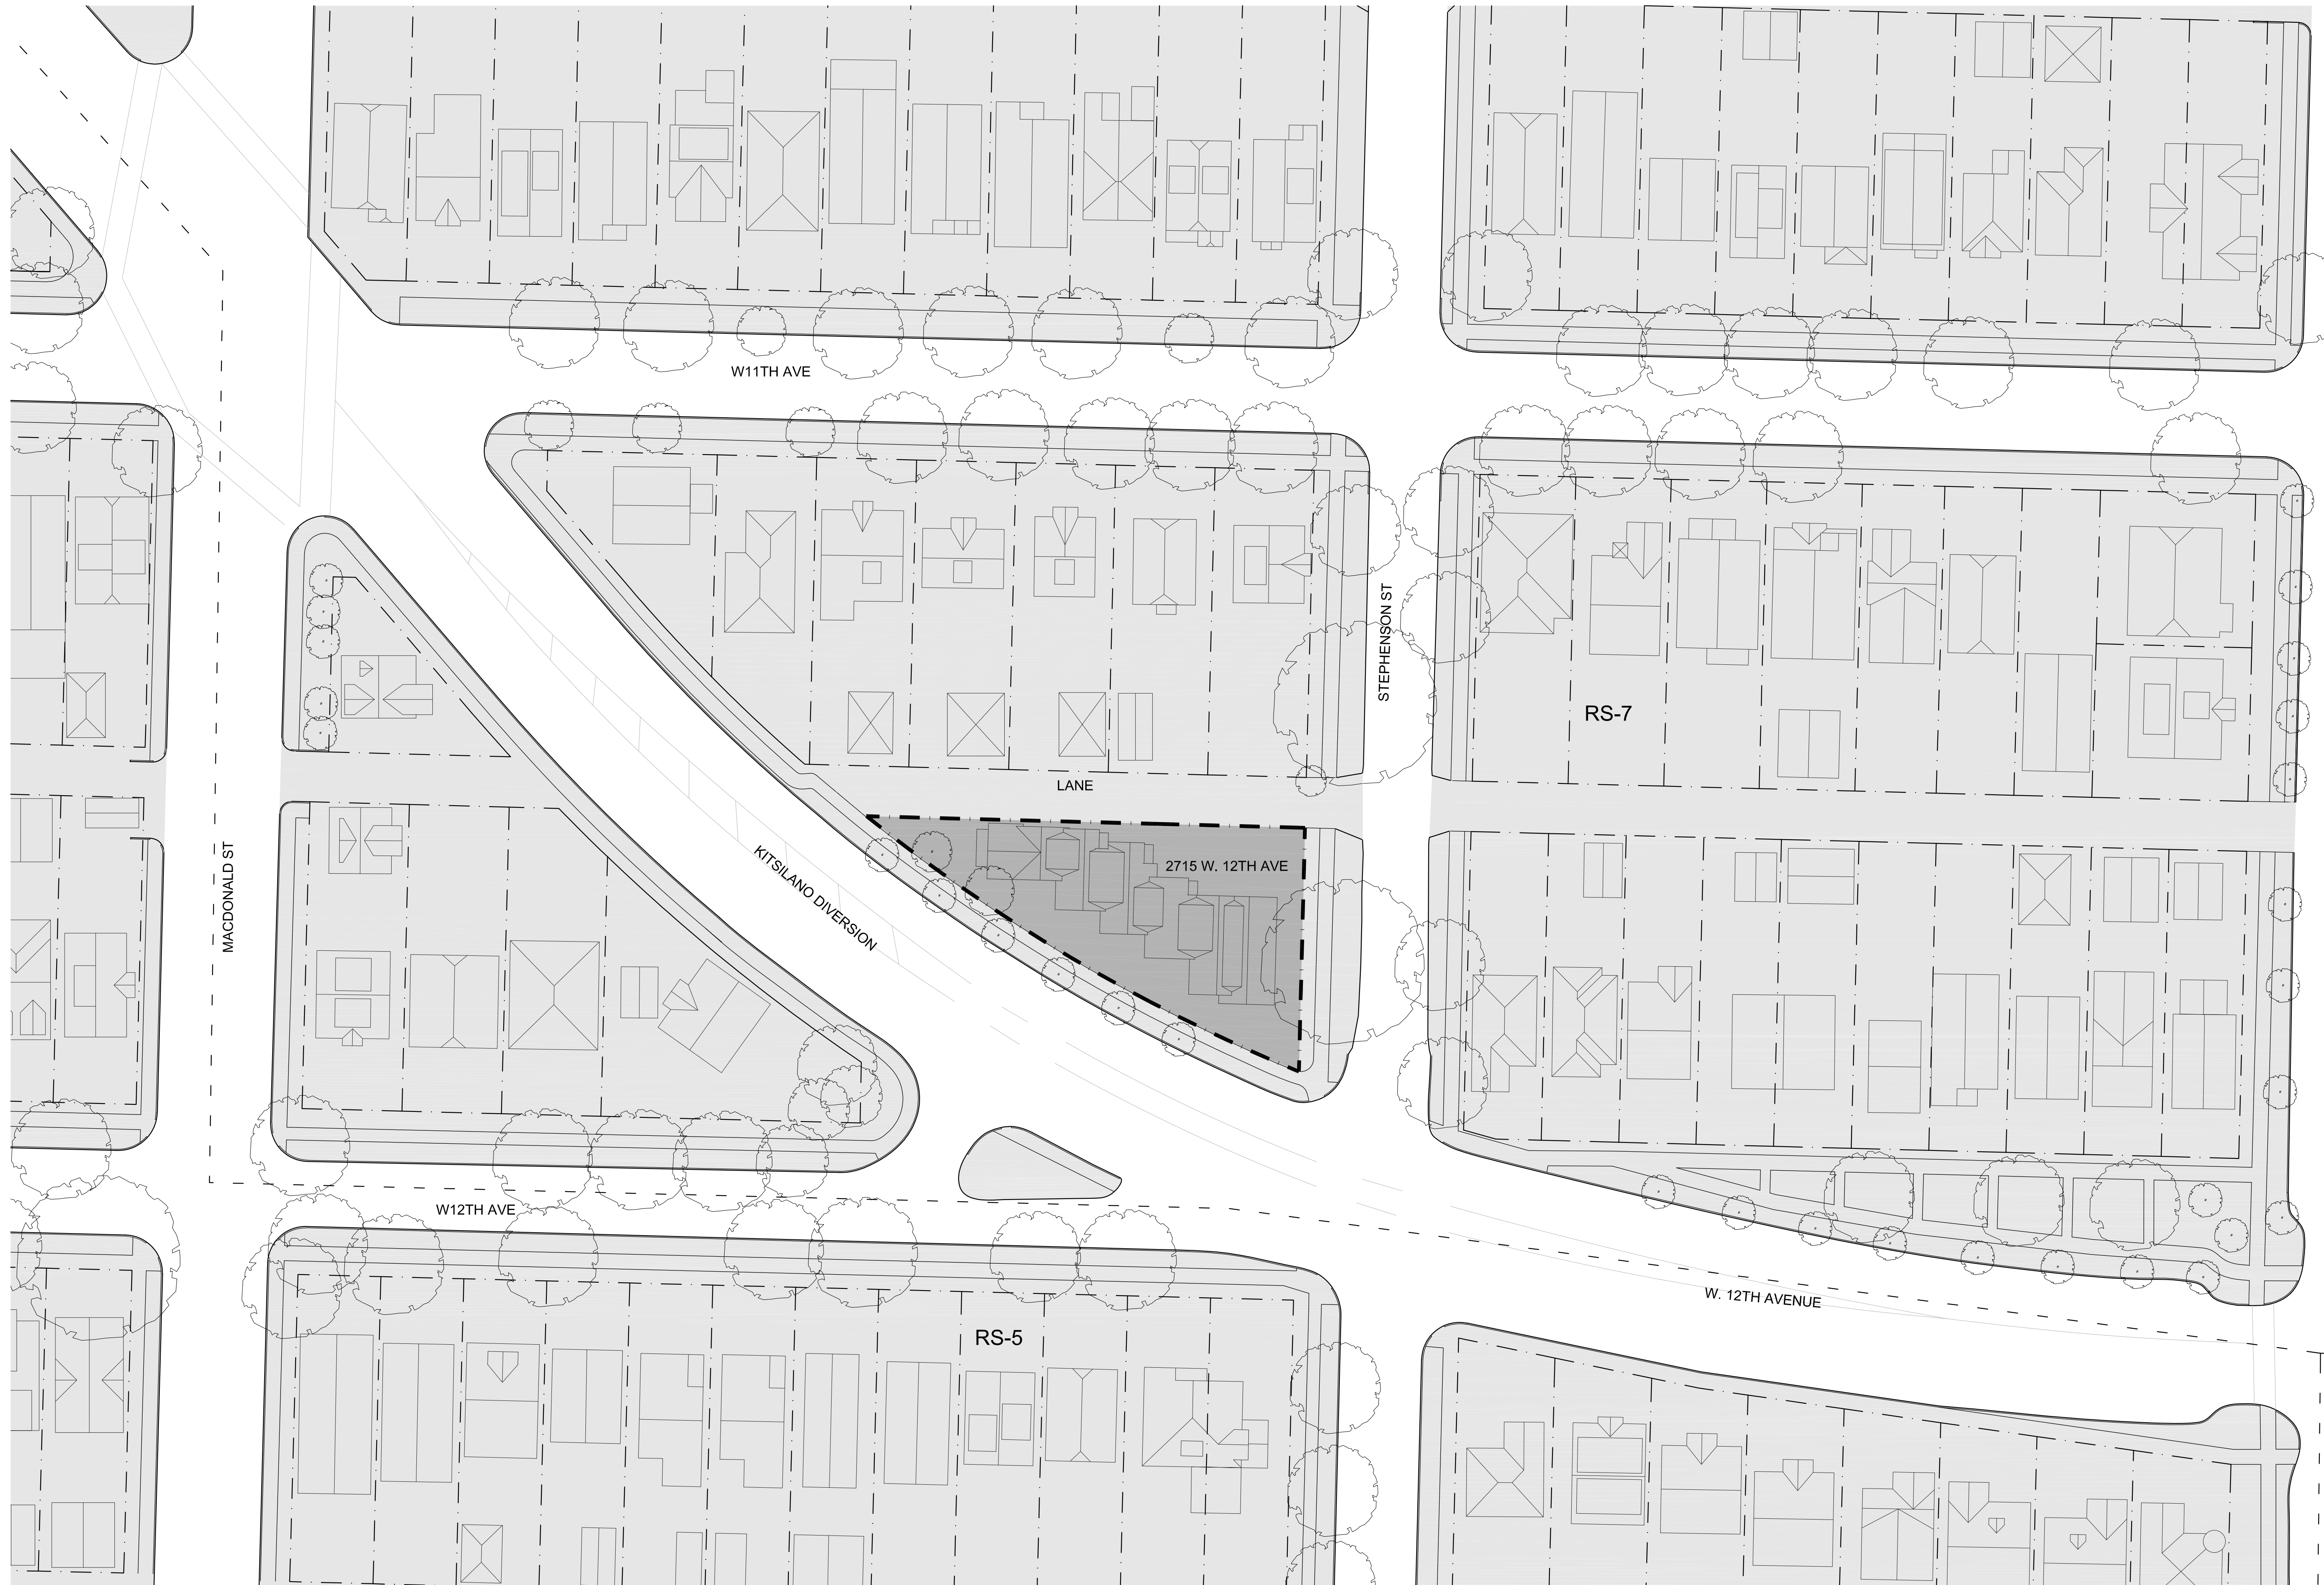 W11TH AVE
STEPHENSON ST
RS-7
LANE
MACDONALD ST
KITSILANO DIVERSION
2715 W. 12TH AVE
W12TH AVE
W. 12TH AVENUE
RS-5